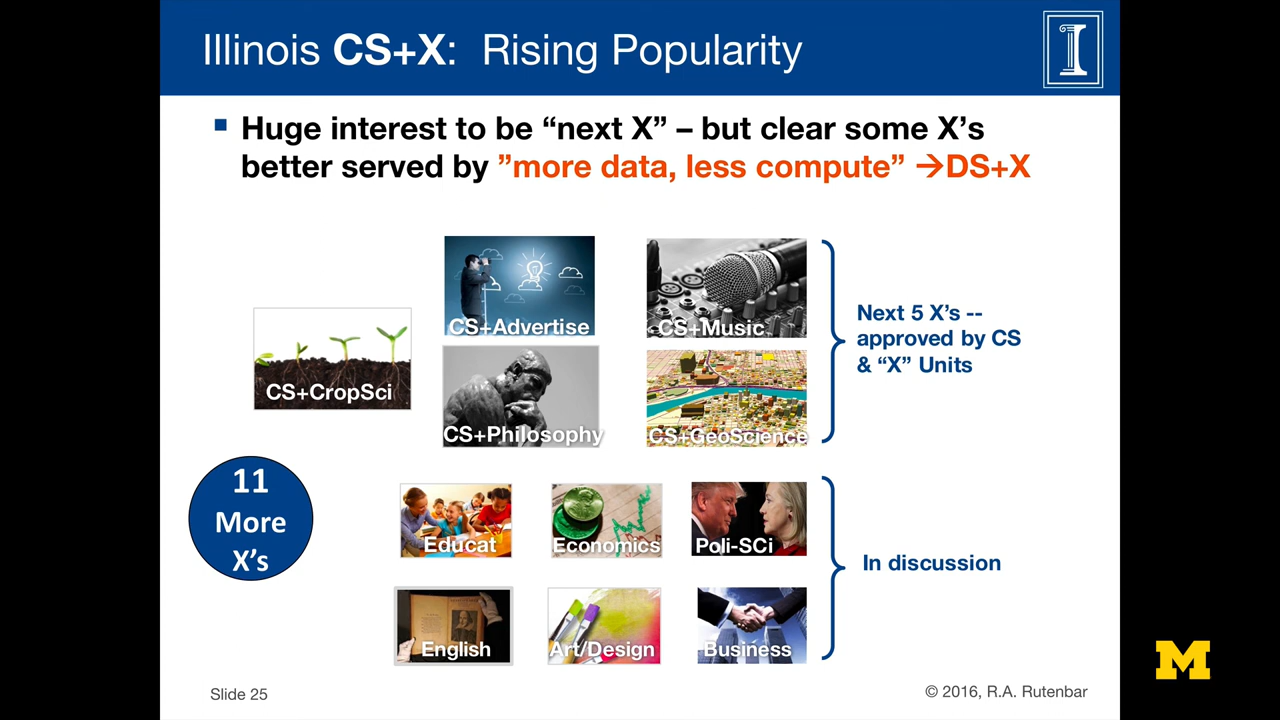 Illinois CS+X: Rising Popularity
Huge interest to be “next X” – but clear some X’s
better served by ”more data, less compute” →DS+X
CS+Advertise
CS+Music
CS+CropSci
CS+Philosophy
CS+GeoScience
Next 5 X’s --
approved by CS
& “X” Units
11
More
X’s
Educat
Economics
Poli-SCi
English
Art/Design
Business
In discussion
Slide 25
© 2016, R.A. Rutenbar
M